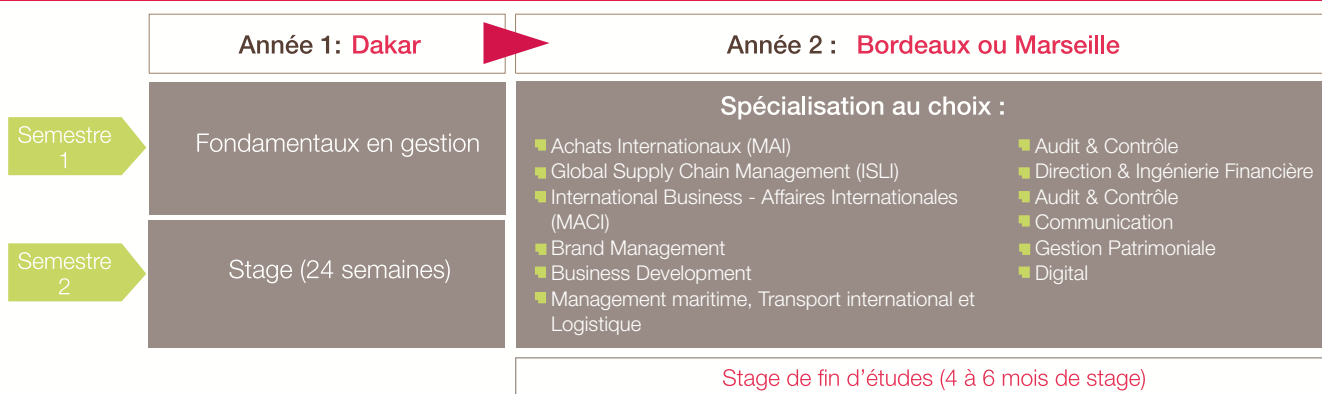 Année 1: Dakar
Année 2 : Bordeaux ou Marseille
Semestre
1
Fondamentaux en gestion
Semestre
2
Stage (24 semaines)
Spécialisation au choix :
Achats Internationaux (MAI)
Global Supply Chain Management (ISLI)
International Business - Affaires Internationales
(MACI)
Brand Management
Business Development
Management maritime, Transport international et
Logistique
Audit & Contrôle
Direction & Ingénierie Financière
Audit & Contrôle
Communication
Gestion Patrimoniale
Digital
Stage de fin d’études (4 à 6 mois de stage)